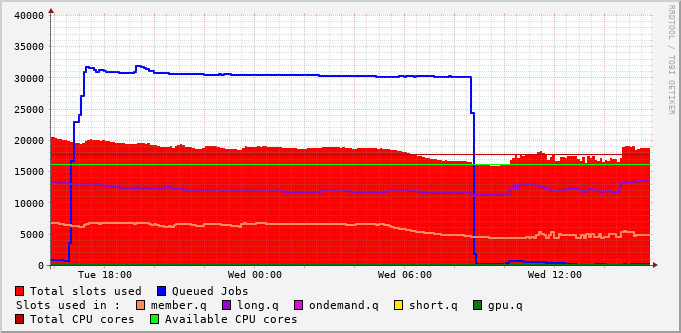 RRDTOOL / TOBI OETIKER
40000
35000
30000
25000
20000
15000
10000
5000
0
Tue 18:00 Wed 00:00 Wed 06:00 Wed 12:00
Total slots used Queued Jobs
Slots used in : member.q long.q ondemand.q short.q gpu.q
Total CPU cores Available CPU cores